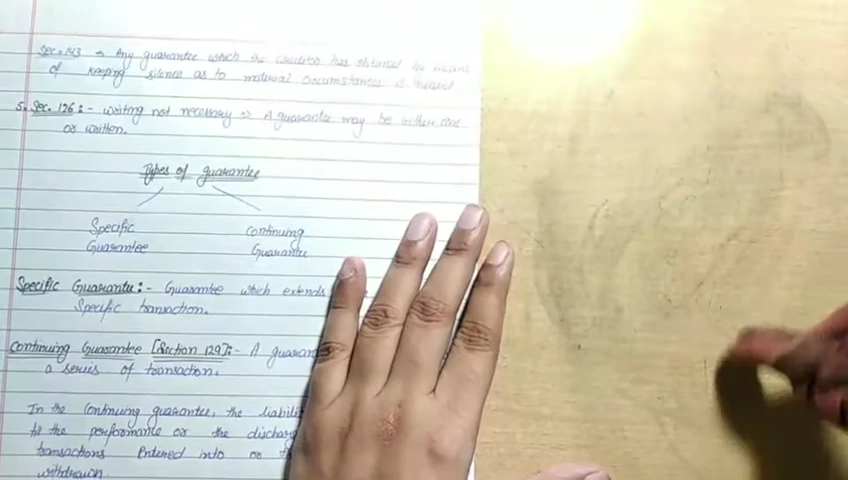 Sec. 143 → Any guarantee which the creditor has obtained by means
of keeping silence as to material circumstances is invalid
5. Sec. 126 :- writing not necessary → A guarantee may be either oral
or written.
Types of guarantee
Specific Guarantee
Continuing Guarantee
Specific Guarantee :- Guarantee which extends
Specific transaction.
Continuing Guarantee [Section 129] :- A
a series of transaction.
In the Continuing guarantee, the
till the performance or the
transactions Entered into or
withdrawn